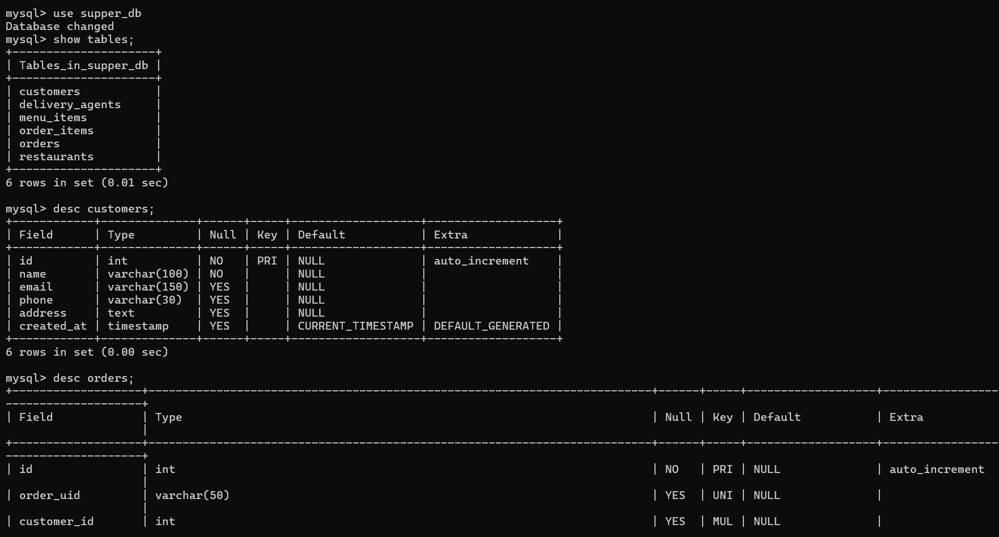 mysql> use supper_db
Database changed
mysql> show tables;
+---------------------+
| Tables_in_supper_db |
+---------------------+
| customers           |
| delivery_agents     |
| menu_items          |
| order_items         |
| orders              |
| restaurants         |
+---------------------+
6 rows in set (0.01 sec)

mysql> desc customers;
+------------+--------------+------+-----+-------------------+-------------------+
| Field      | Type         | Null | Key | Default           | Extra             |
+------------+--------------+------+-----+-------------------+-------------------+
| id         | int          | NO   | PRI | NULL              | auto_increment    |
| name       | varchar(100) | NO   |     | NULL              |                   |
| email      | varchar(150) | YES  |     | NULL              |                   |
| phone      | varchar(30)  | YES  |     | NULL              |                   |
| address    | text         | YES  |     | NULL              |                   |
| created_at | timestamp    | YES  |     | CURRENT_TIMESTAMP | DEFAULT_GENERATED |
+------------+--------------+------+-----+-------------------+-------------------+
6 rows in set (0.00 sec)

mysql> desc orders;
+-------------------+--------------------------------------------------------------------------+------+-----+-------------------+-----------------
--------------------+
| Field             | Type                                                                     | Null | Key | Default           | Extra
                    |
+-------------------+--------------------------------------------------------------------------+------+-----+-------------------+-----------------
--------------------+
| id                | int                                                                      | NO   | PRI | NULL              | auto_increment
                    |
| order_uid         | varchar(50)                                                              | YES  | UNI | NULL              |
                    |
| customer_id       | int                                                                      | YES  | MUL | NULL              |